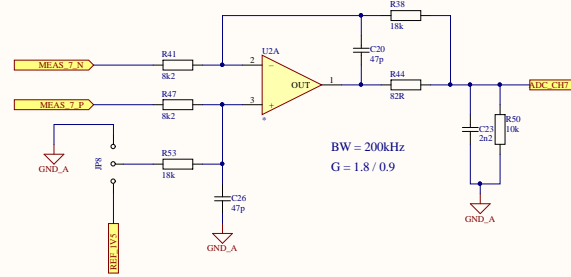 R38
18k
R41
8k2
MEAS_7_N
U2A
2
C20
47p
1
OUT
R44
82R
R47
8k2
MEAS_7_P
3
*
ADC_CH7
C23
2n2
R50
10k
BW = 200kHz
G = 1.8 / 0.9
JP8
R53
18k
GND_A
C26
47p
GND_A
GND_A
REF_1V5